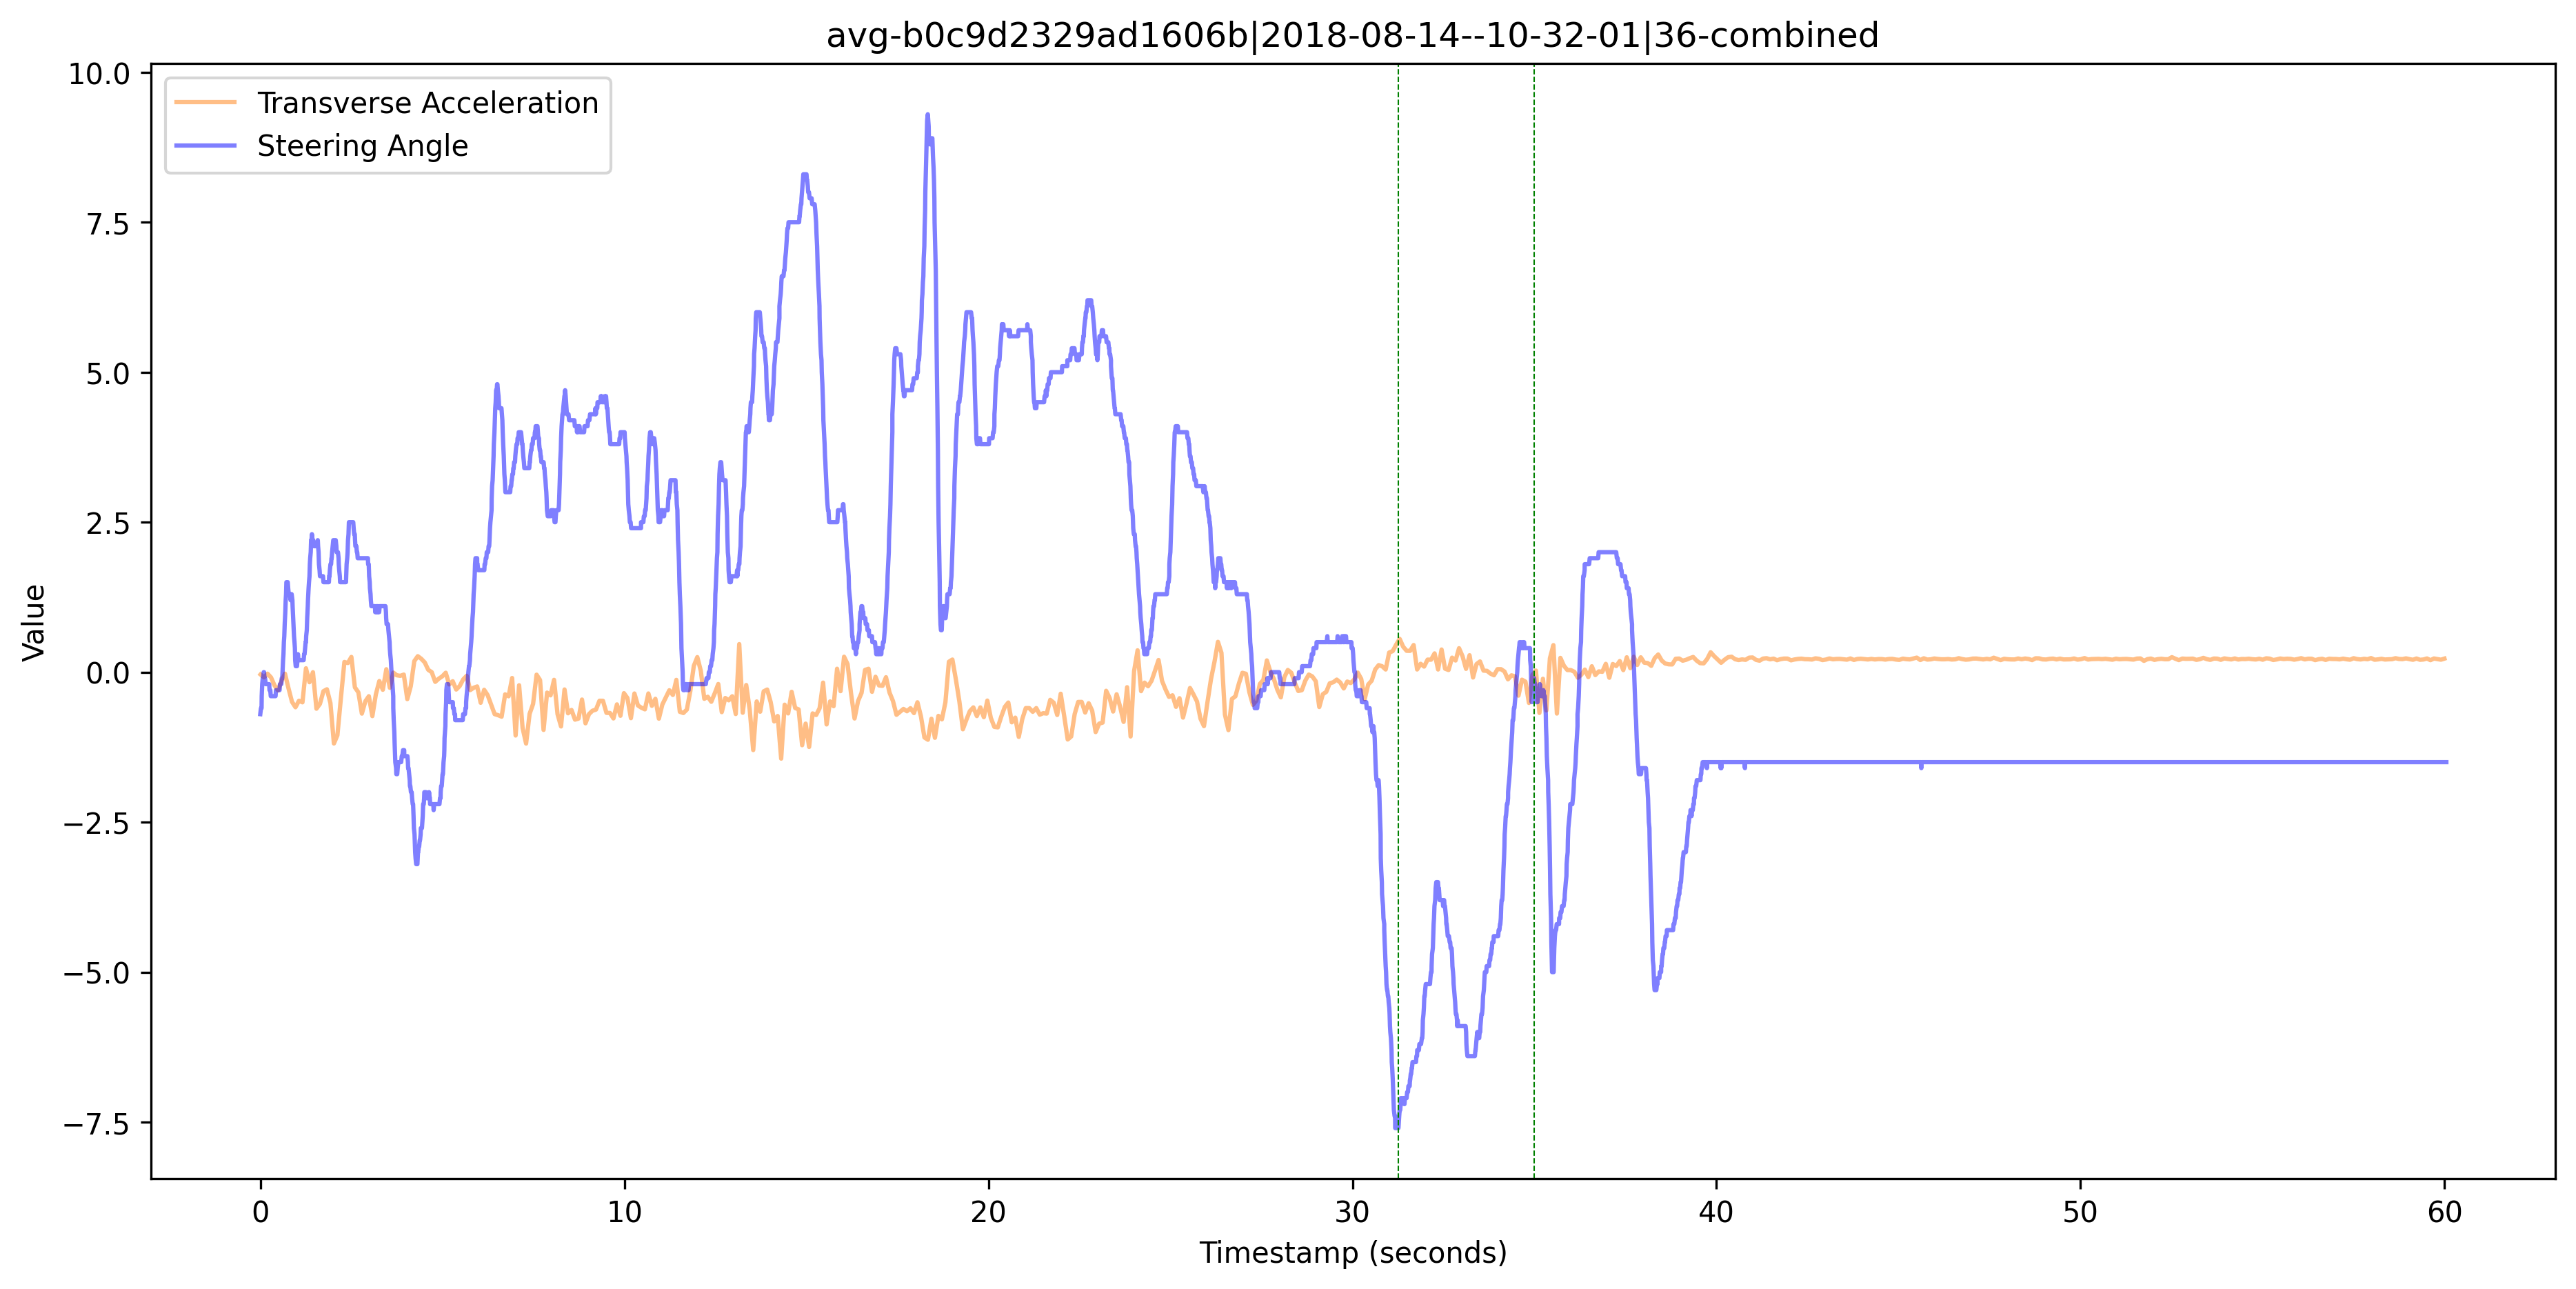 avg-b0c9d2329ad1606b|2018-08-14--10-32-01|36-combined
Transverse Acceleration
Steering Angle
10.0
7.5
5.0
2.5
0.0
−2.5
−5.0
−7.5
Value
0 10 20 30 40 50 60
Timestamp (seconds)